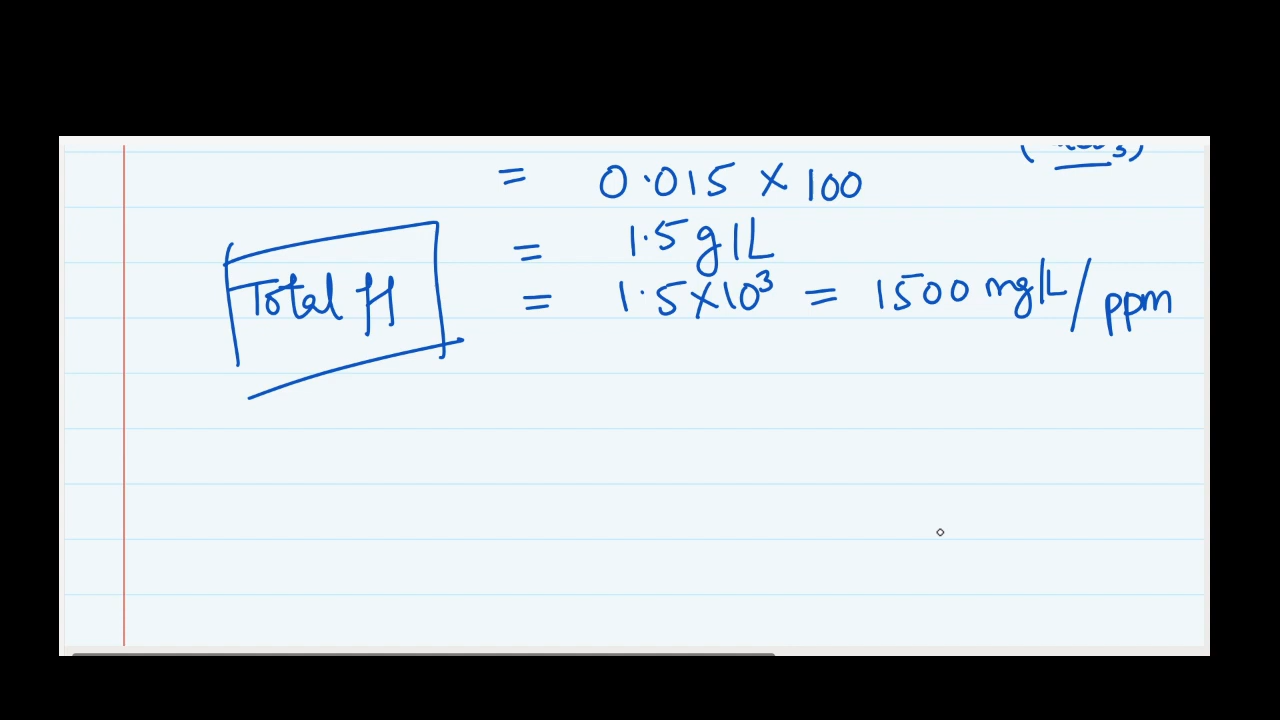 = 0.015 × 100
= 1.5 g/L
Total H = 1.5×10³ = 1500 mg/L/ppm